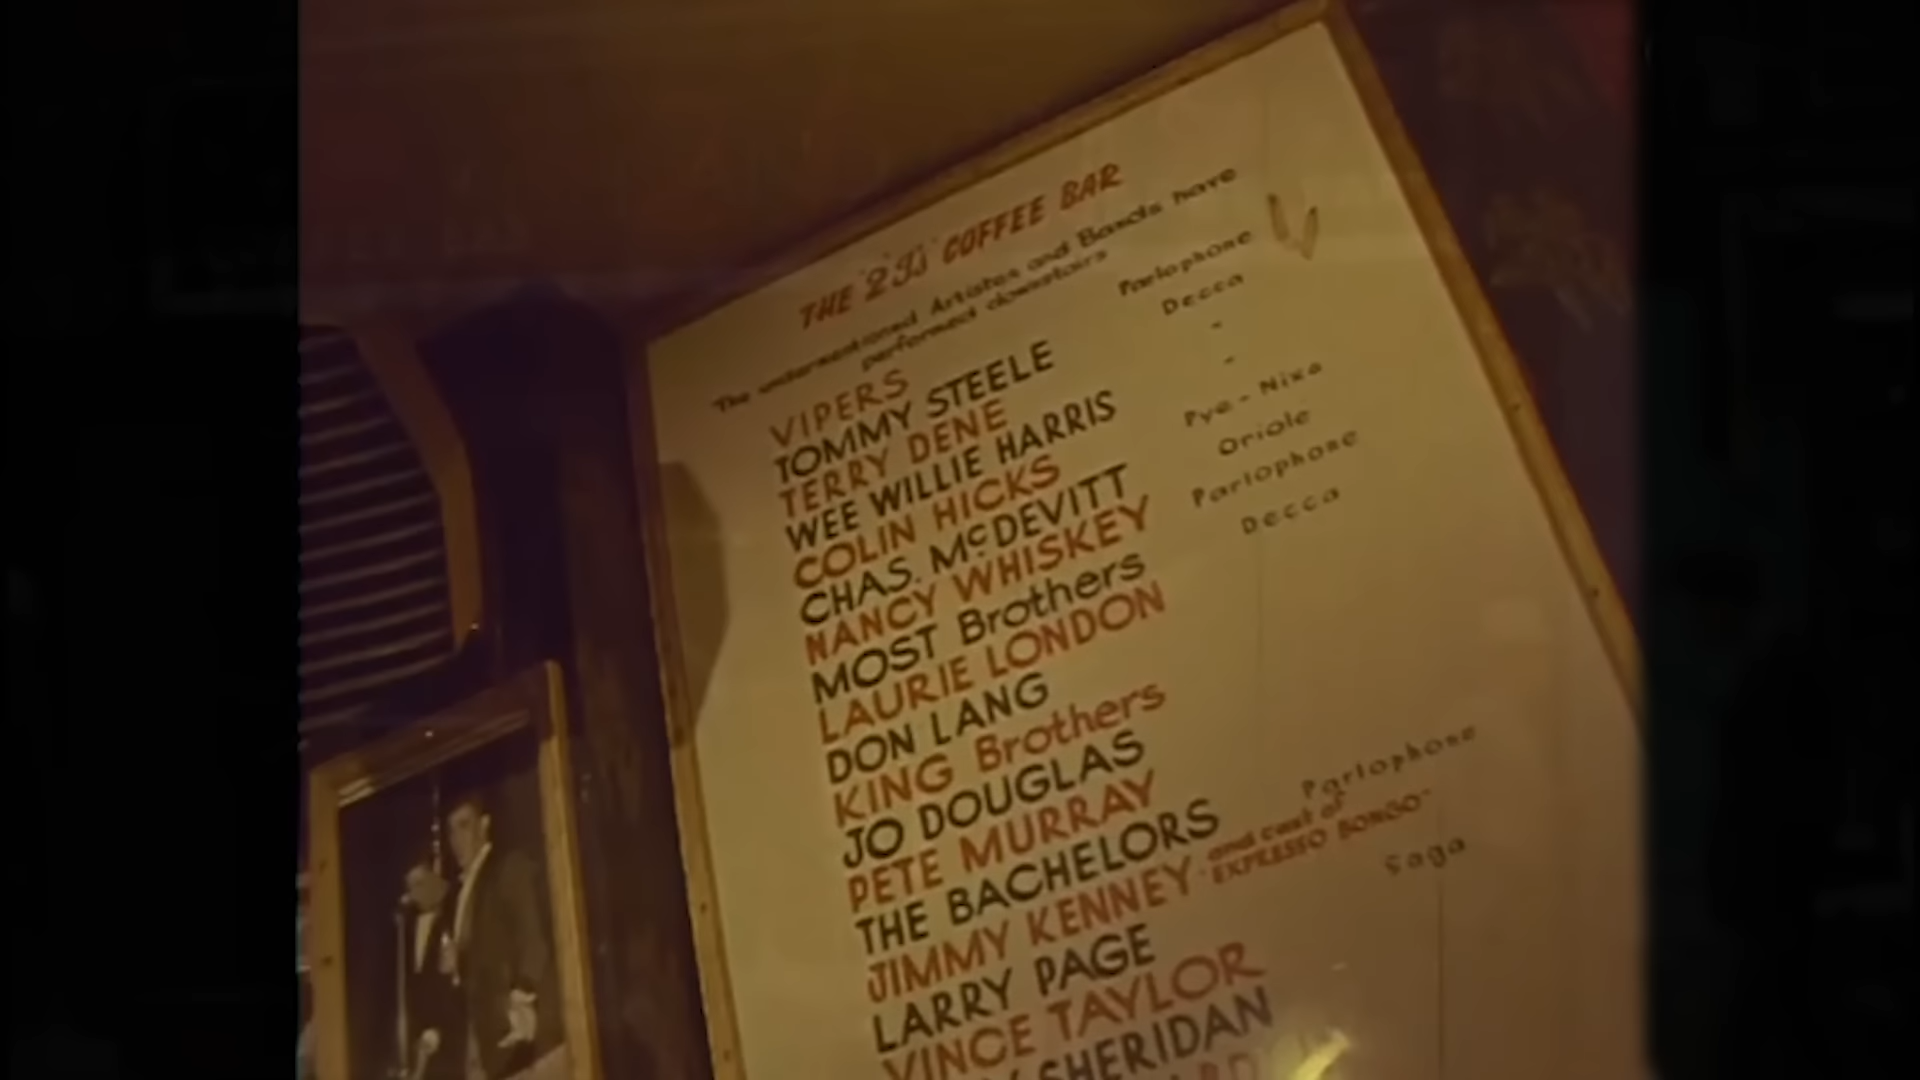 THE "2 I's" COFFEE BAR
The undermentioned Artistes and Bands have
performed downstairs
VIPERS Parlophone
TOMMY STEELE Decca
TERRY DENE -
WEE WILLIE HARRIS -
COLIN HICKS Pye-Nixa
CHAS. McDEVITT Oriole
NANCY WHISKEY Parlophone
MOST Brothers Decca
LAURIE LONDON
DON LANG
KING Brothers
JO DOUGLAS
PETE MURRAY
THE BACHELORS Parlophone
JIMMY KENNEY and cast of
"EXPRESSO BONGO"
LARRY PAGE Saga
VINCE TAYLOR
SHERIDAN